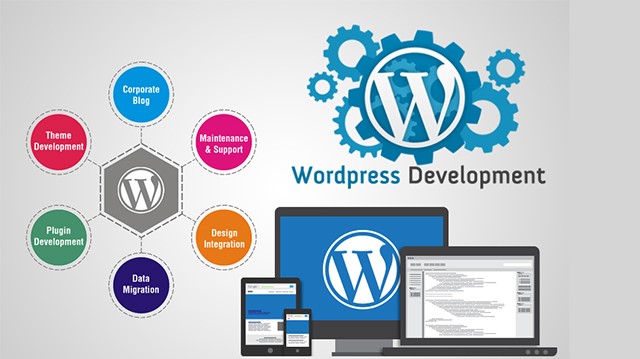 Corporate
Blog
Theme
Development
Maintenance
& Support
Plugin
Development
Design
Integration
Data
Migration
Wordpress Development